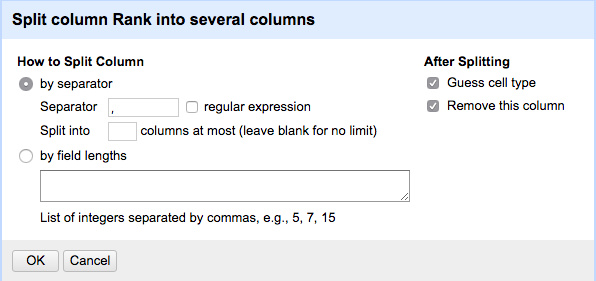 Split column Rank into several columns
How to Split Column
by separator
Separator , regular expression
Split into columns at most (leave blank for no limit)
by field lengths
List of integers separated by commas, e.g., 5, 7, 15
After Splitting
Guess cell type
Remove this column
OK Cancel